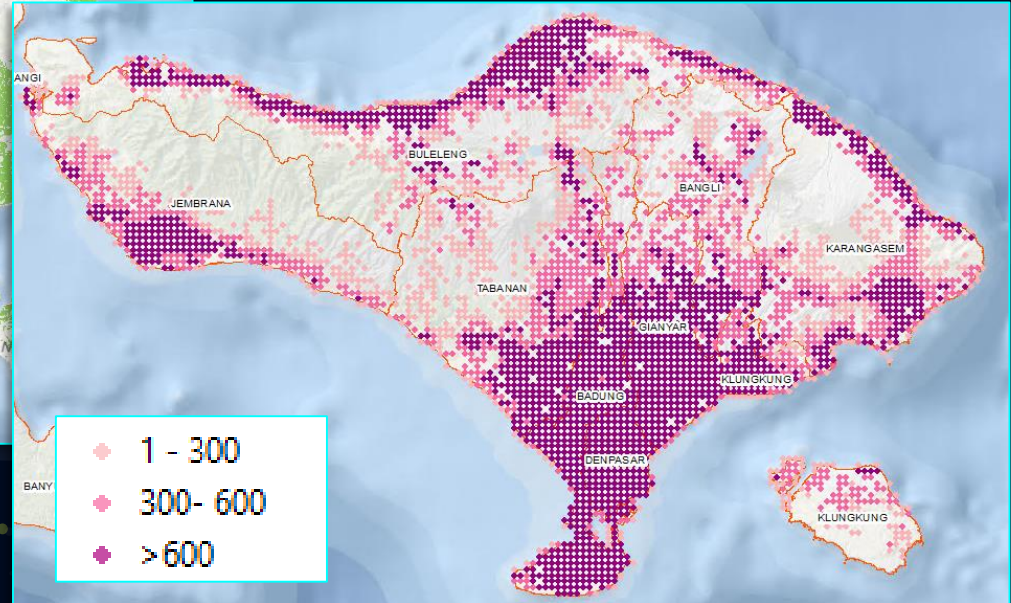 ANGI
BULELENG
BANGLI
JEMBRANA
KARANGASEM
TABANAN
GIANYAR
KLUNGKUNG
BADUNG
DENPASAR
BANY
KLUNGKUNG
1 - 300
300- 600
>600